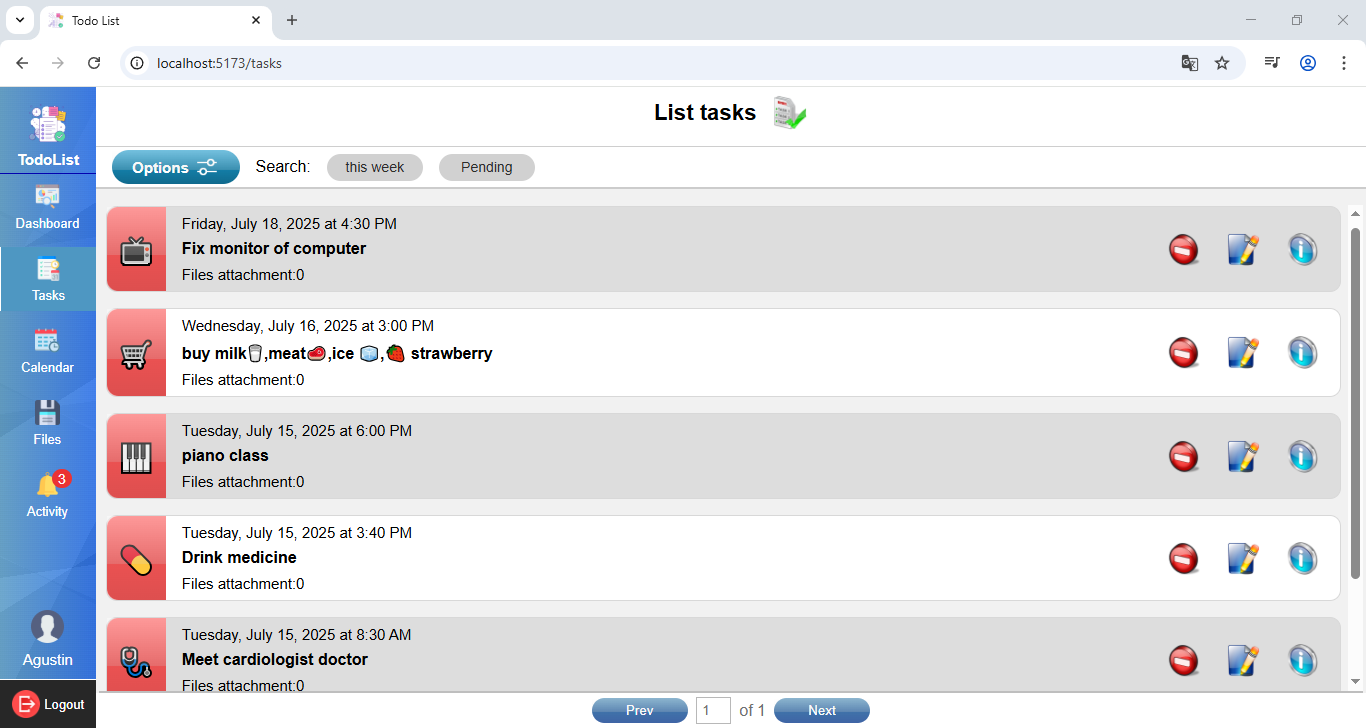 Todo List
localhost:5173/tasks
TodoList
Dashboard
Tasks
Calendar
Files
3
Activity
Agustin
Logout
List tasks
Options
Search:
this week
Pending
Friday, July 18, 2025 at 4:30 PM
Fix monitor of computer
Files attachment:0
Wednesday, July 16, 2025 at 3:00 PM
buy milk🥛,meat🥩,ice 🧊,🍓 strawberry
Files attachment:0
Tuesday, July 15, 2025 at 6:00 PM
piano class
Files attachment:0
Tuesday, July 15, 2025 at 3:40 PM
Drink medicine
Files attachment:0
Tuesday, July 15, 2025 at 8:30 AM
Meet cardiologist doctor
Files attachment:0
Prev
1
of 1
Next